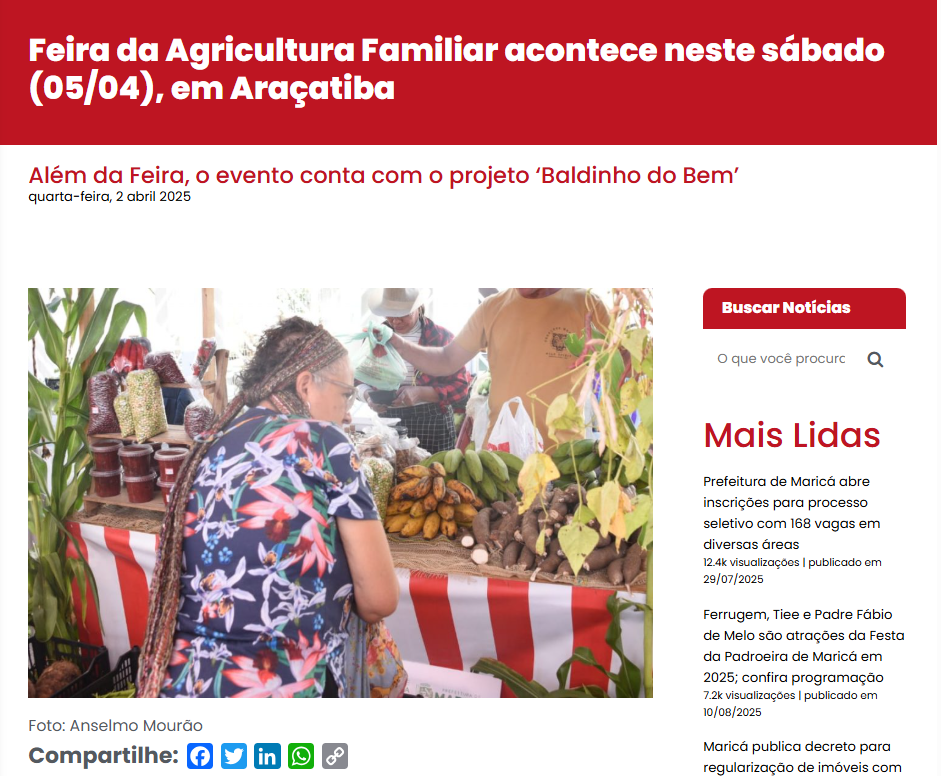 Feira da Agricultura Familiar acontece neste sábado
(05/04), em Araçatiba
Além da Feira, o evento conta com o projeto ‘Baldinho do Bem’
quarta-feira, 2 abril 2025
Foto: Anselmo Mourão
Compartilhe:
Buscar Notícias
O que você procurc
Mais Lidas
Prefeitura de Maricá abre
inscrições para processo
seletivo com 168 vagas em
diversas áreas
12.4k visualizações | publicado em
29/07/2025
Ferrugem, Tiee e Padre Fábio
de Melo são atrações da Festa
da Padroeira de Maricá em
2025; confira programação
7.2k visualizações | publicado em
10/08/2025
Maricá publica decreto para
regularização de imóveis com